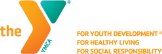 the
YMCA
FOR YOUTH DEVELOPMENT®
FOR HEALTHY LIVING
FOR SOCIAL RESPONSIBILITY